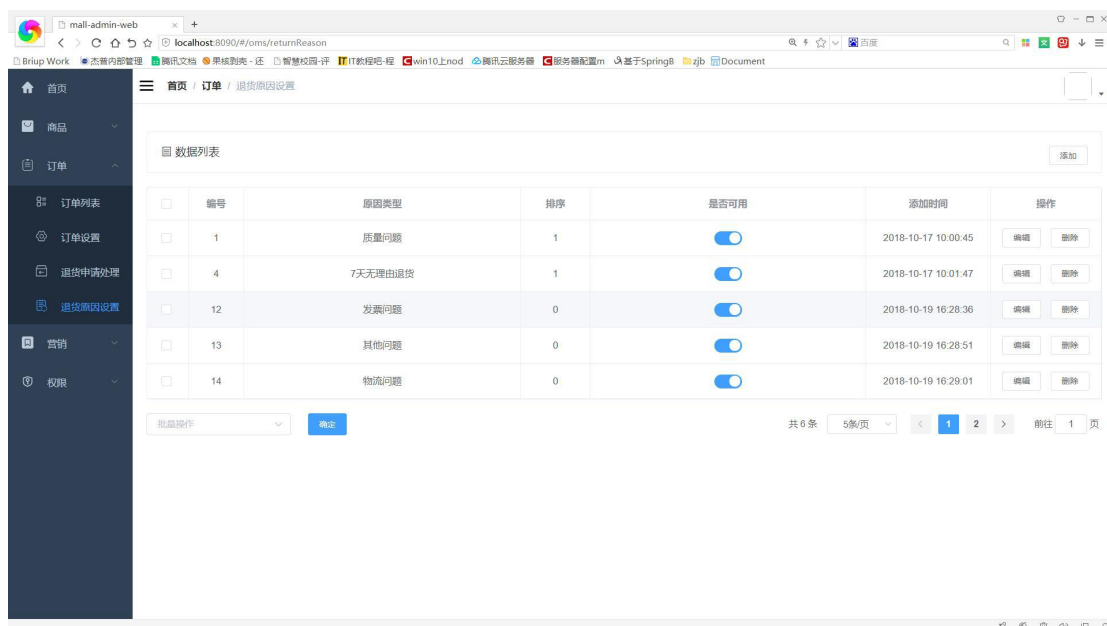 mall-admin-web
localhost:8090/#/oms/returnReason
百度
Briup Work 杰普内部管理 腾讯文档 果核剥壳 - 还 智慧校园-评 IT教程吧-程 win10上nod 腾讯云服务器 服务器配置m 基于SpringB zjb Document
首页
首页 / 订单 / 退货原因设置
商品
订单
订单列表
订单设置
退货申请处理
退货原因设置
营销
权限
数据列表
添加
编号 原因类型 排序 是否可用 添加时间 操作
1 质量问题 1 2018-10-17 10:00:45 编辑 删除
4 7天无理由退货 1 2018-10-17 10:01:47 编辑 删除
12 发票问题 0 2018-10-19 16:28:36 编辑 删除
13 其他问题 0 2018-10-19 16:28:51 编辑 删除
14 物流问题 0 2018-10-19 16:29:01 编辑 删除
批量操作 确定 共 6 条 5条/页 1 2 前往 1 页